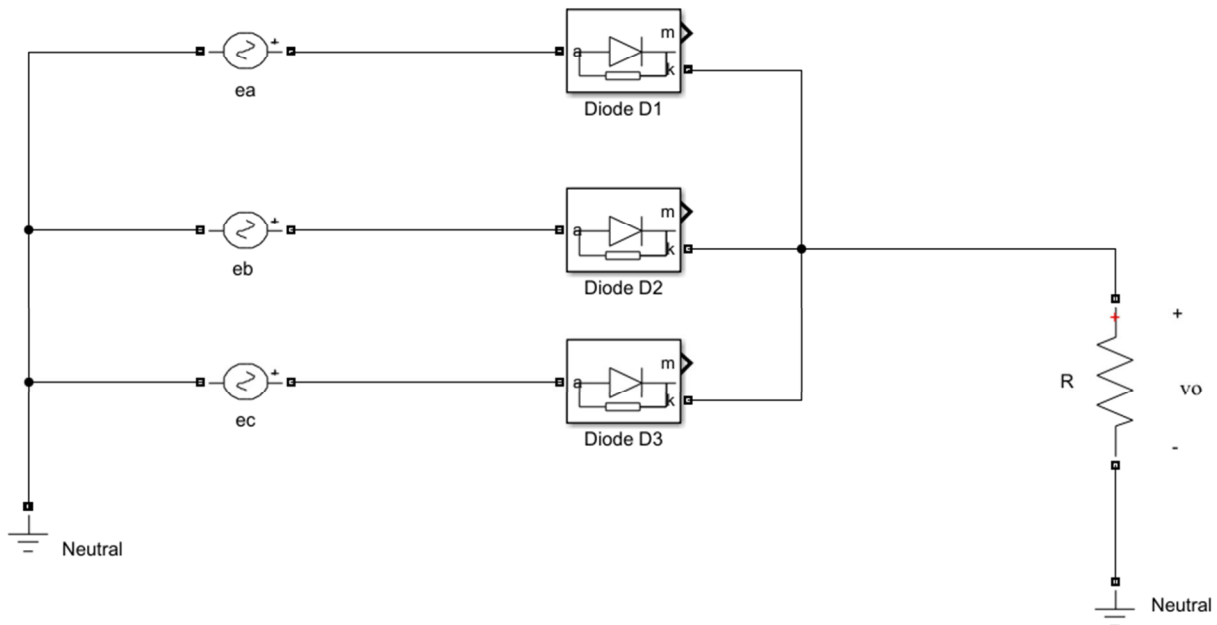 ea
a
m
k
Diode D1
eb
a
m
k
Diode D2
ec
a
m
k
Diode D3
Neutral
+
R
vo
-
Neutral